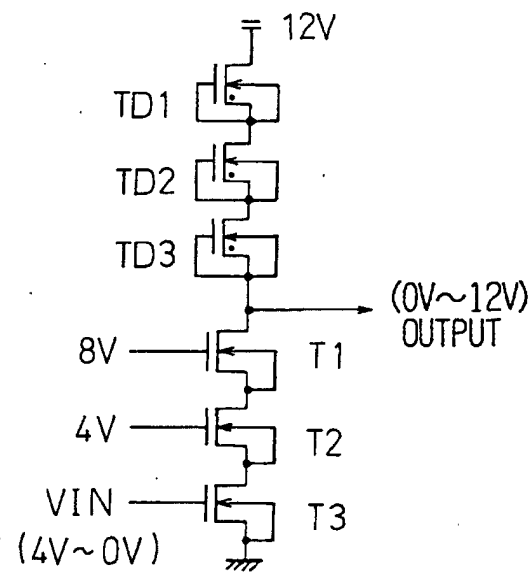 12V
TD1
TD2
TD3
(0V~12V)
OUTPUT
8V
T1
4V
T2
VIN
T3
(4V~0V)